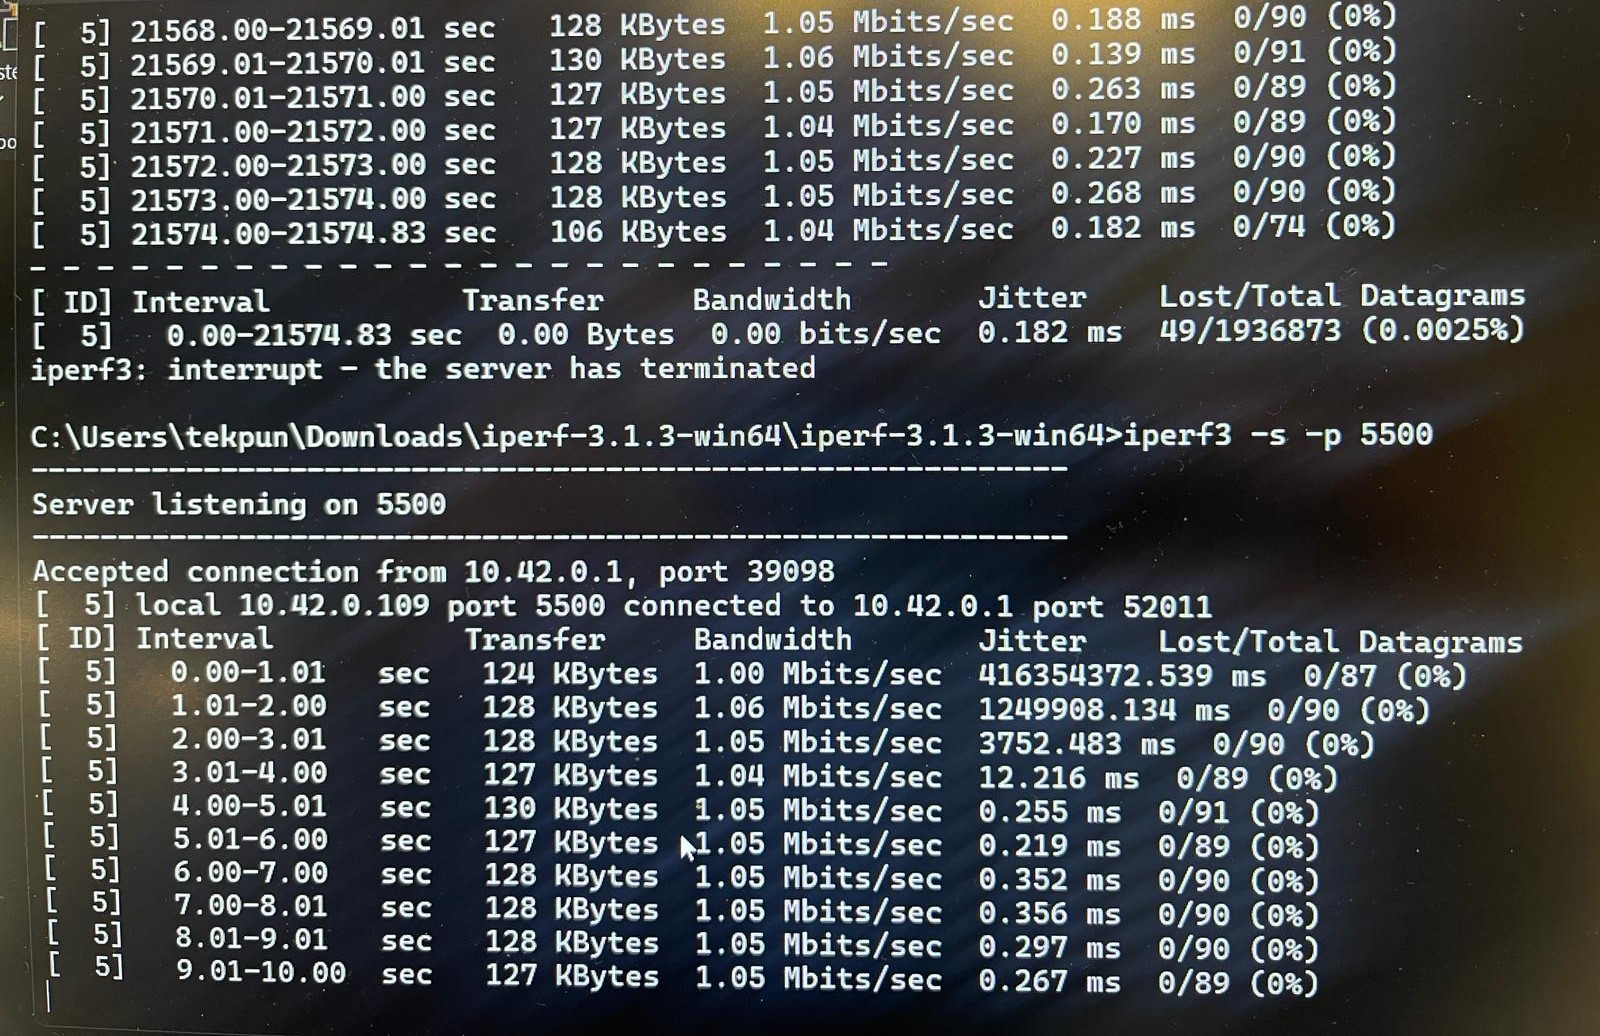 [  5] 21568.00-21569.01 sec   128 KBytes  1.05 Mbits/sec  0.188 ms  0/90 (0%)
[  5] 21569.01-21570.01 sec   130 KBytes  1.06 Mbits/sec  0.139 ms  0/91 (0%)
[  5] 21570.01-21571.00 sec   127 KBytes  1.05 Mbits/sec  0.263 ms  0/89 (0%)
[  5] 21571.00-21572.00 sec   127 KBytes  1.04 Mbits/sec  0.170 ms  0/89 (0%)
[  5] 21572.00-21573.00 sec   128 KBytes  1.05 Mbits/sec  0.227 ms  0/90 (0%)
[  5] 21573.00-21574.00 sec   128 KBytes  1.05 Mbits/sec  0.268 ms  0/90 (0%)
[  5] 21574.00-21574.83 sec   106 KBytes  1.04 Mbits/sec  0.182 ms  0/74 (0%)
- - - - - - - - - - - - - - - - - - - - - - - - - -
[ ID] Interval           Transfer     Bandwidth       Jitter    Lost/Total Datagrams
[  5]   0.00-21574.83 sec  0.00 Bytes  0.00 bits/sec  0.182 ms  49/1936873 (0.0025%)
iperf3: interrupt - the server has terminated
C:\Users\tekpun\Downloads\iperf-3.1.3-win64\iperf-3.1.3-win64>iperf3 -s -p 5500
-----------------------------------------------------------
Server listening on 5500
-----------------------------------------------------------
Accepted connection from 10.42.0.1, port 39098
[  5] local 10.42.0.109 port 5500 connected to 10.42.0.1 port 52011
[ ID] Interval           Transfer     Bandwidth       Jitter    Lost/Total Datagrams
[  5]   0.00-1.01   sec   124 KBytes  1.00 Mbits/sec  416354372.539 ms  0/87 (0%)
[  5]   1.01-2.00   sec   128 KBytes  1.06 Mbits/sec  1249908.134 ms  0/90 (0%)
[  5]   2.00-3.01   sec   128 KBytes  1.05 Mbits/sec  3752.483 ms  0/90 (0%)
[  5]   3.01-4.00   sec   127 KBytes  1.04 Mbits/sec  12.216 ms  0/89 (0%)
[  5]   4.00-5.01   sec   130 KBytes  1.05 Mbits/sec  0.255 ms  0/91 (0%)
[  5]   5.01-6.00   sec   127 KBytes  1.05 Mbits/sec  0.219 ms  0/89 (0%)
[  5]   6.00-7.00   sec   128 KBytes  1.05 Mbits/sec  0.352 ms  0/90 (0%)
[  5]   7.00-8.01   sec   128 KBytes  1.05 Mbits/sec  0.356 ms  0/90 (0%)
[  5]   8.01-9.01   sec   128 KBytes  1.05 Mbits/sec  0.297 ms  0/90 (0%)
[  5]   9.01-10.00   sec   127 KBytes  1.05 Mbits/sec  0.267 ms  0/89 (0%)